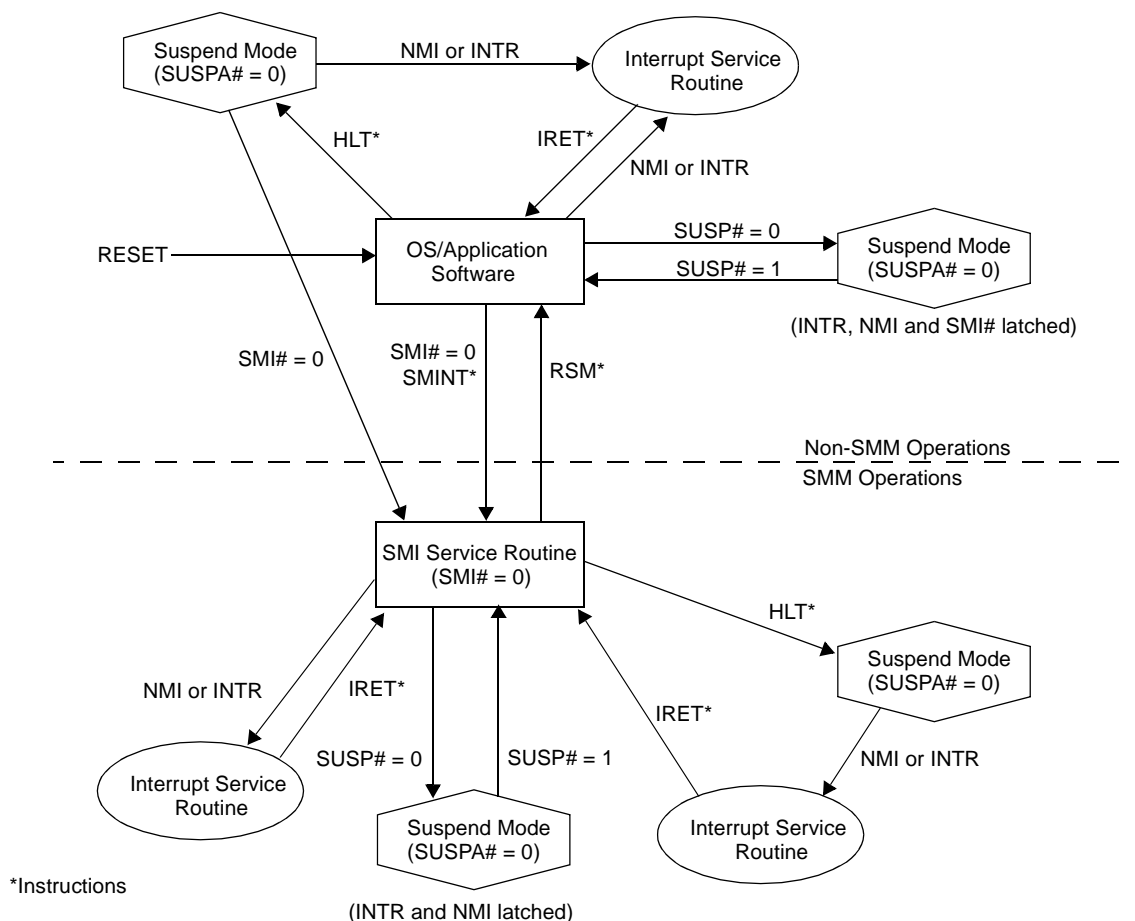 Suspend Mode
(SUSPA# = 0)
NMI or INTR
Interrupt Service
Routine
HLT*
IRET*
NMI or INTR
RESET
OS/Application
Software
SUSP# = 0
SUSP# = 1
Suspend Mode
(SUSPA# = 0)
(INTR, NMI and SMI# latched)
SMI# = 0
SMI# = 0
SMINT*
RSM*
Non-SMM Operations
SMM Operations
SMI Service Routine
(SMI# = 0)
HLT*
Suspend Mode
(SUSPA# = 0)
NMI or INTR
IRET*
IRET*
SUSP# = 0
SUSP# = 1
NMI or INTR
Interrupt Service
Routine
Suspend Mode
(SUSPA# = 0)
Interrupt Service
Routine
*Instructions
(INTR and NMI latched)